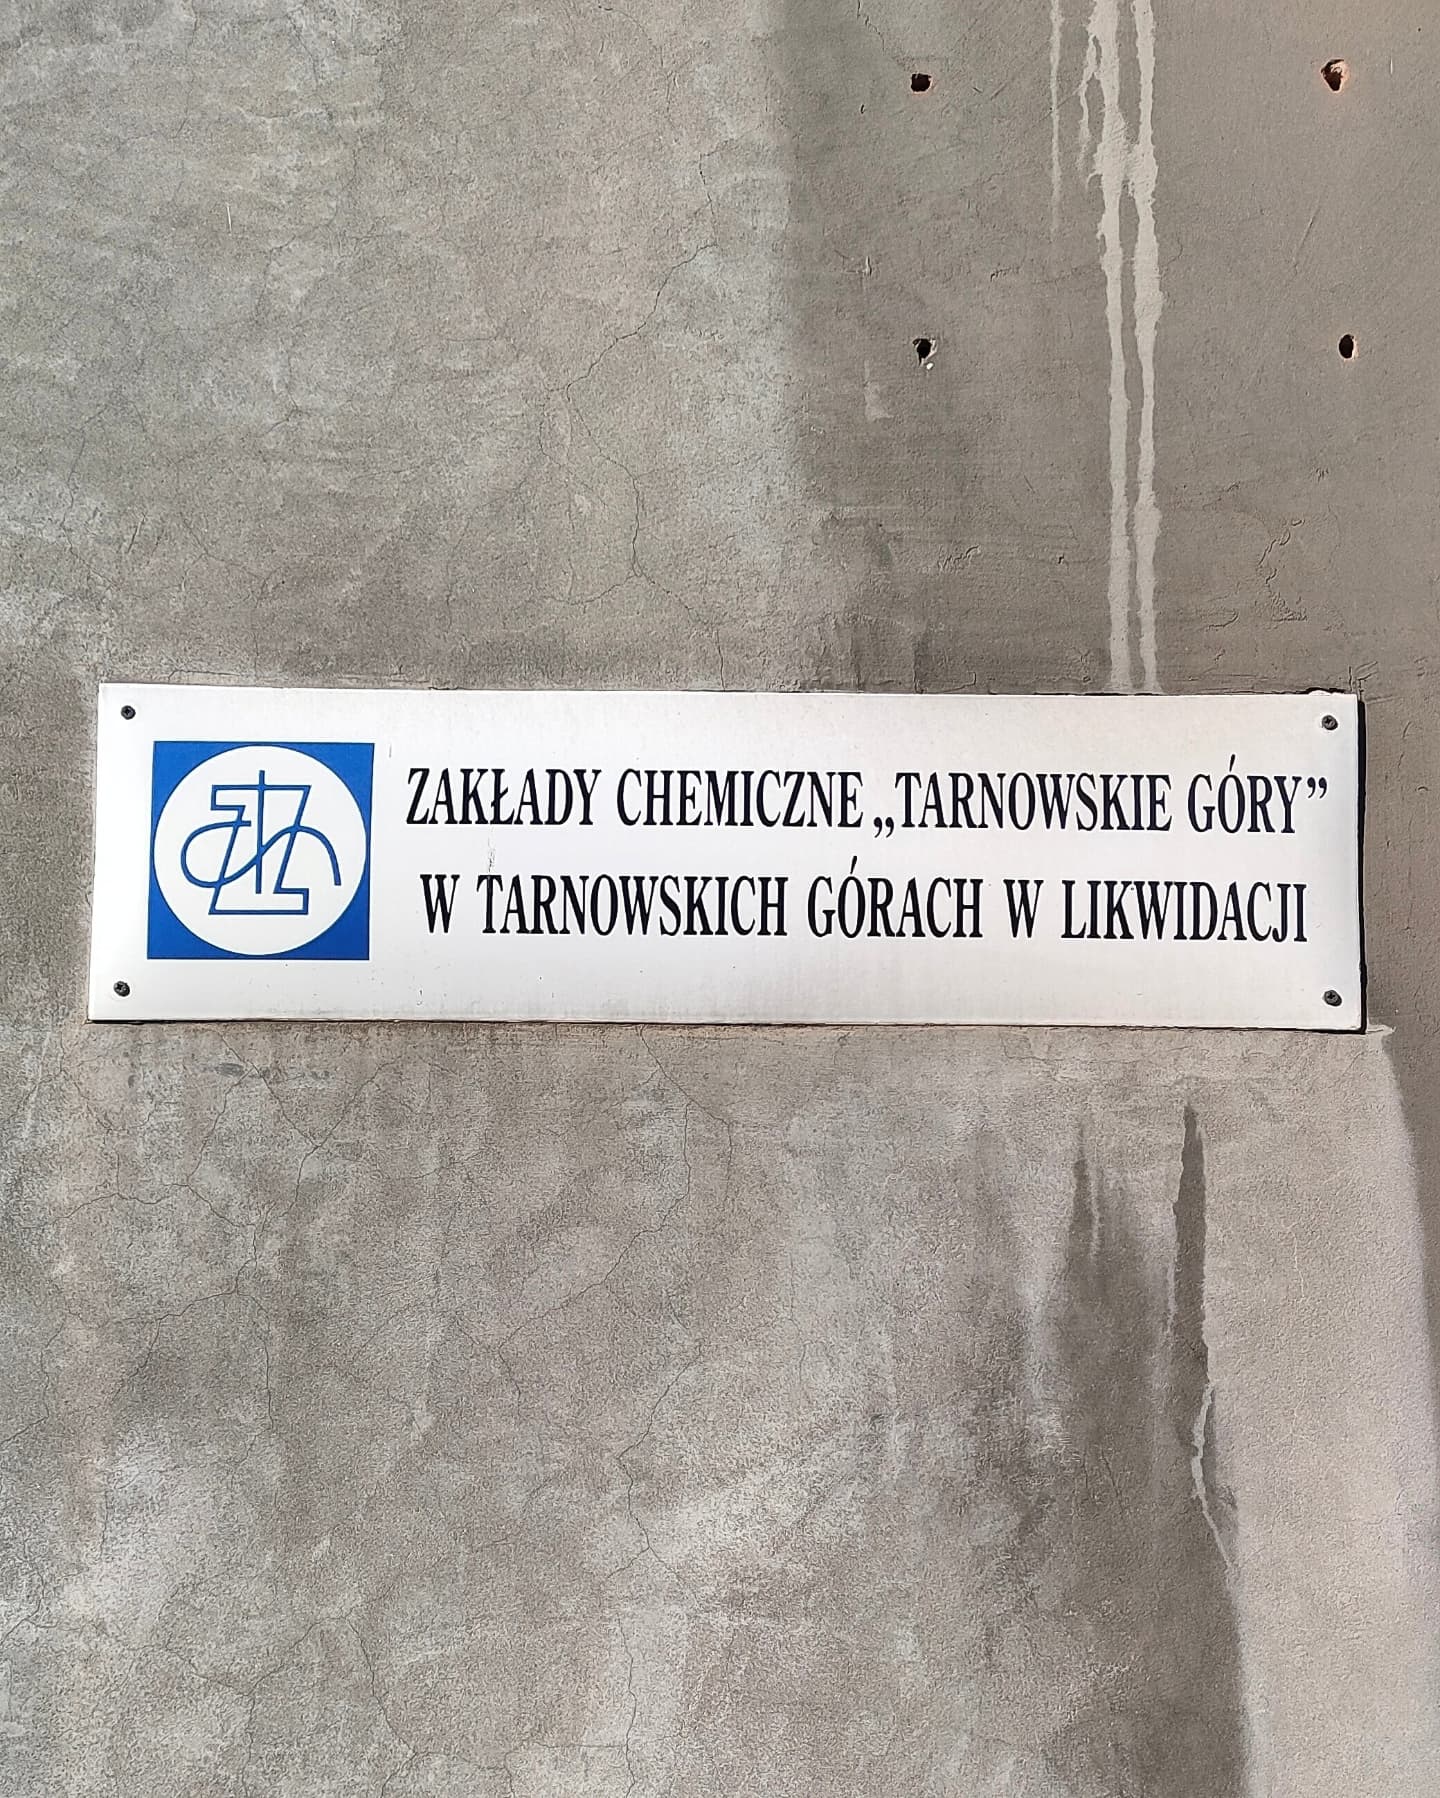 ZAKŁADY CHEMICZNE „TARNOWSKIE GÓRY”
W TARNOWSKICH GÓRACH W LIKWIDACJI